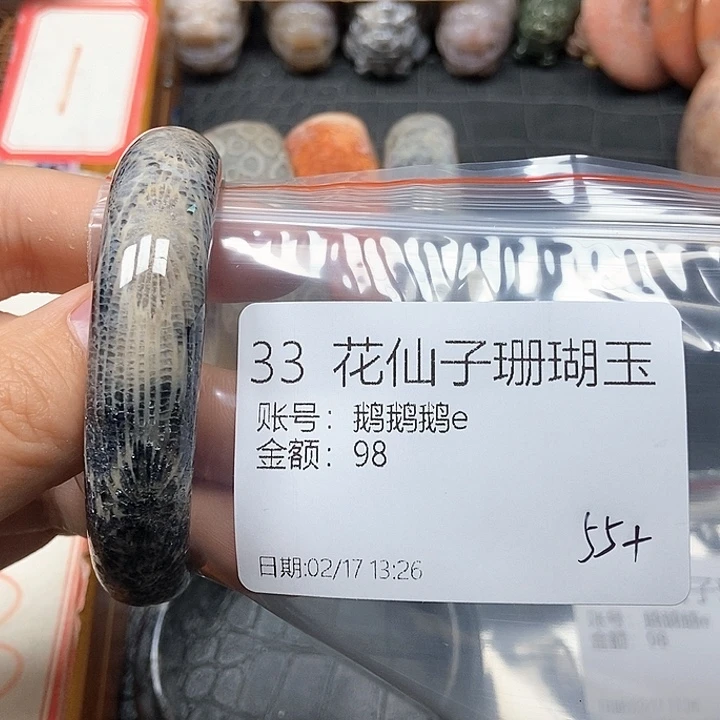 33 花仙子珊瑚玉
账号：鹅鹅鹅e
金额：98
55+
日期:02/17 13:26